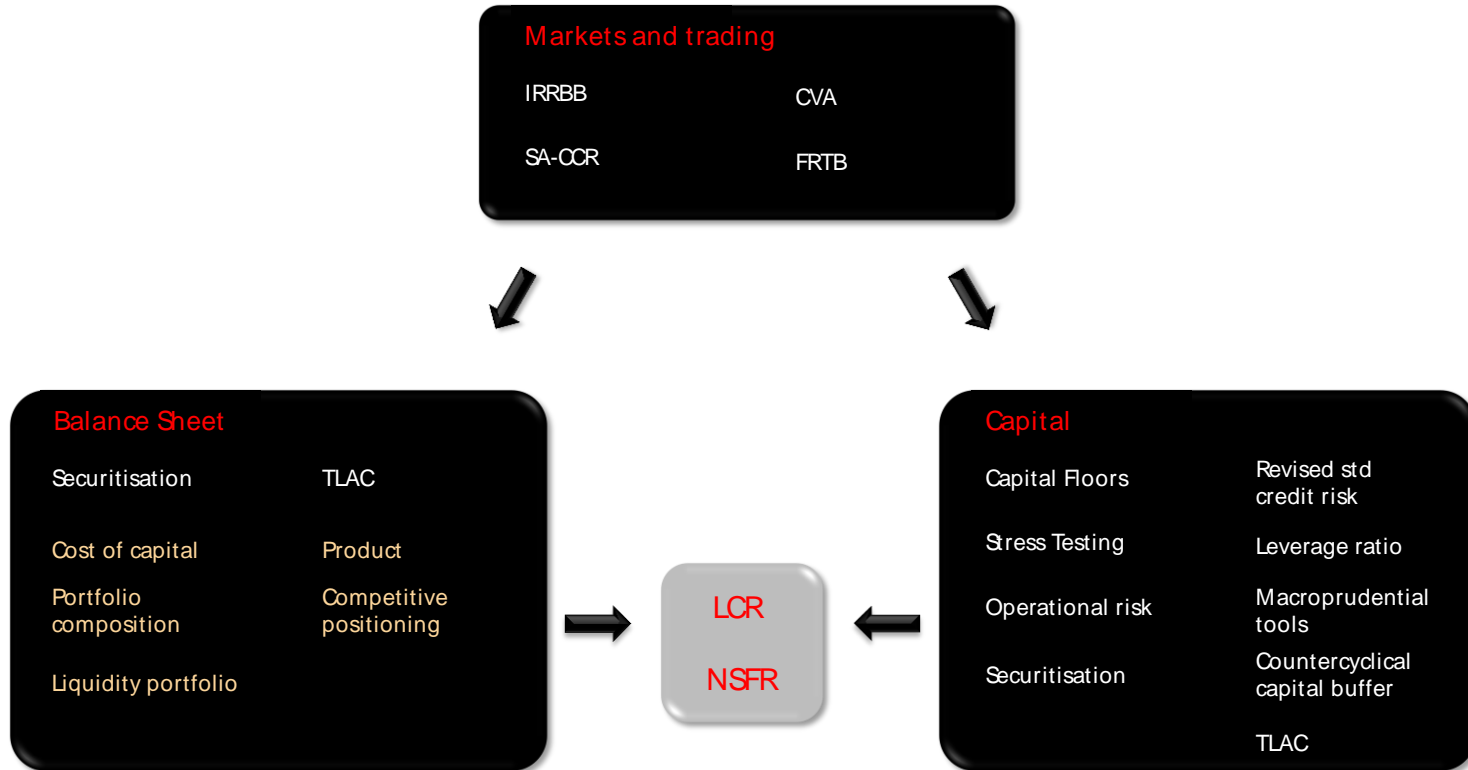 Markets and trading
IRRBB
CVA
SA-CCR
FRTB
Balance Sheet
Securitisation
TLAC
Cost of capital
Product
Portfolio
composition
Competitive
positioning
Liquidity portfolio
LCR
NSFR
Capital
Capital Floors
Revised std
credit risk
Stress Testing
Leverage ratio
Operational risk
Macroprudential
tools
Securitisation
Countercyclical
capital buffer
TLAC